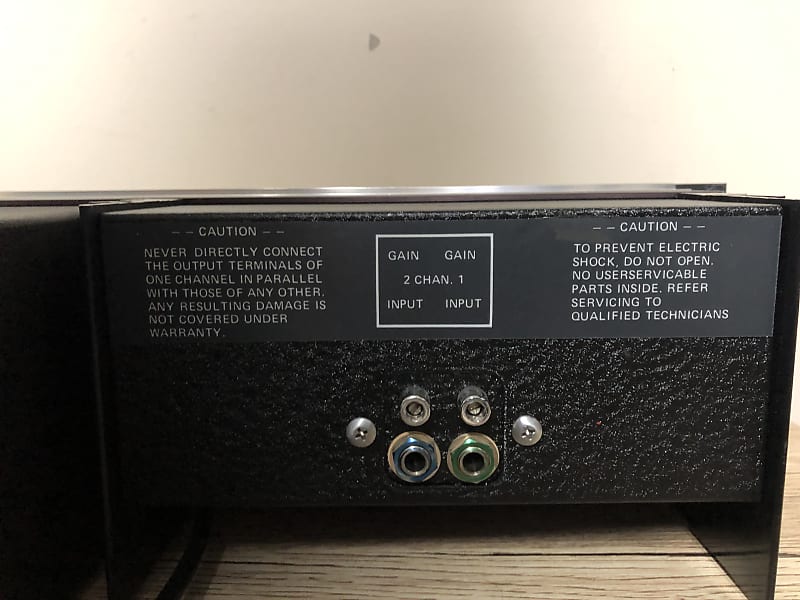 -- CAUTION --
NEVER DIRECTLY CONNECT
THE OUTPUT TERMINALS OF
ONE CHANNEL IN PARALLEL
WITH THOSE OF ANY OTHER.
ANY RESULTING DAMAGE IS
NOT COVERED UNDER
WARRANTY.
GAIN GAIN
2 CHAN. 1
INPUT INPUT
-- CAUTION --
TO PREVENT ELECTRIC
SHOCK, DO NOT OPEN.
NO USERSERVICABLE
PARTS INSIDE. REFER
SERVICING TO
QUALIFIED TECHNICIANS